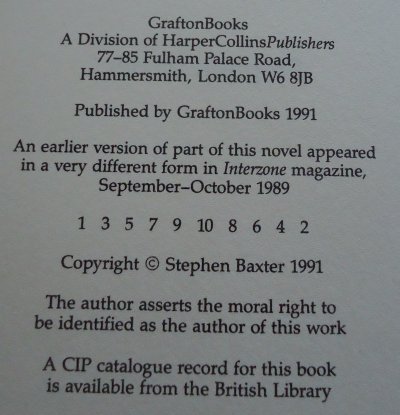 GraftonBooks
A Division of HarperCollinsPublishers
77–85 Fulham Palace Road,
Hammersmith, London W6 8JB
Published by GraftonBooks 1991
An earlier version of part of this novel appeared
in a very different form in Interzone magazine,
September–October 1989
1 3 5 7 9 10 8 6 4 2
Copyright © Stephen Baxter 1991
The author asserts the moral right to
be identified as the author of this work
A CIP catalogue record for this book
is available from the British Library